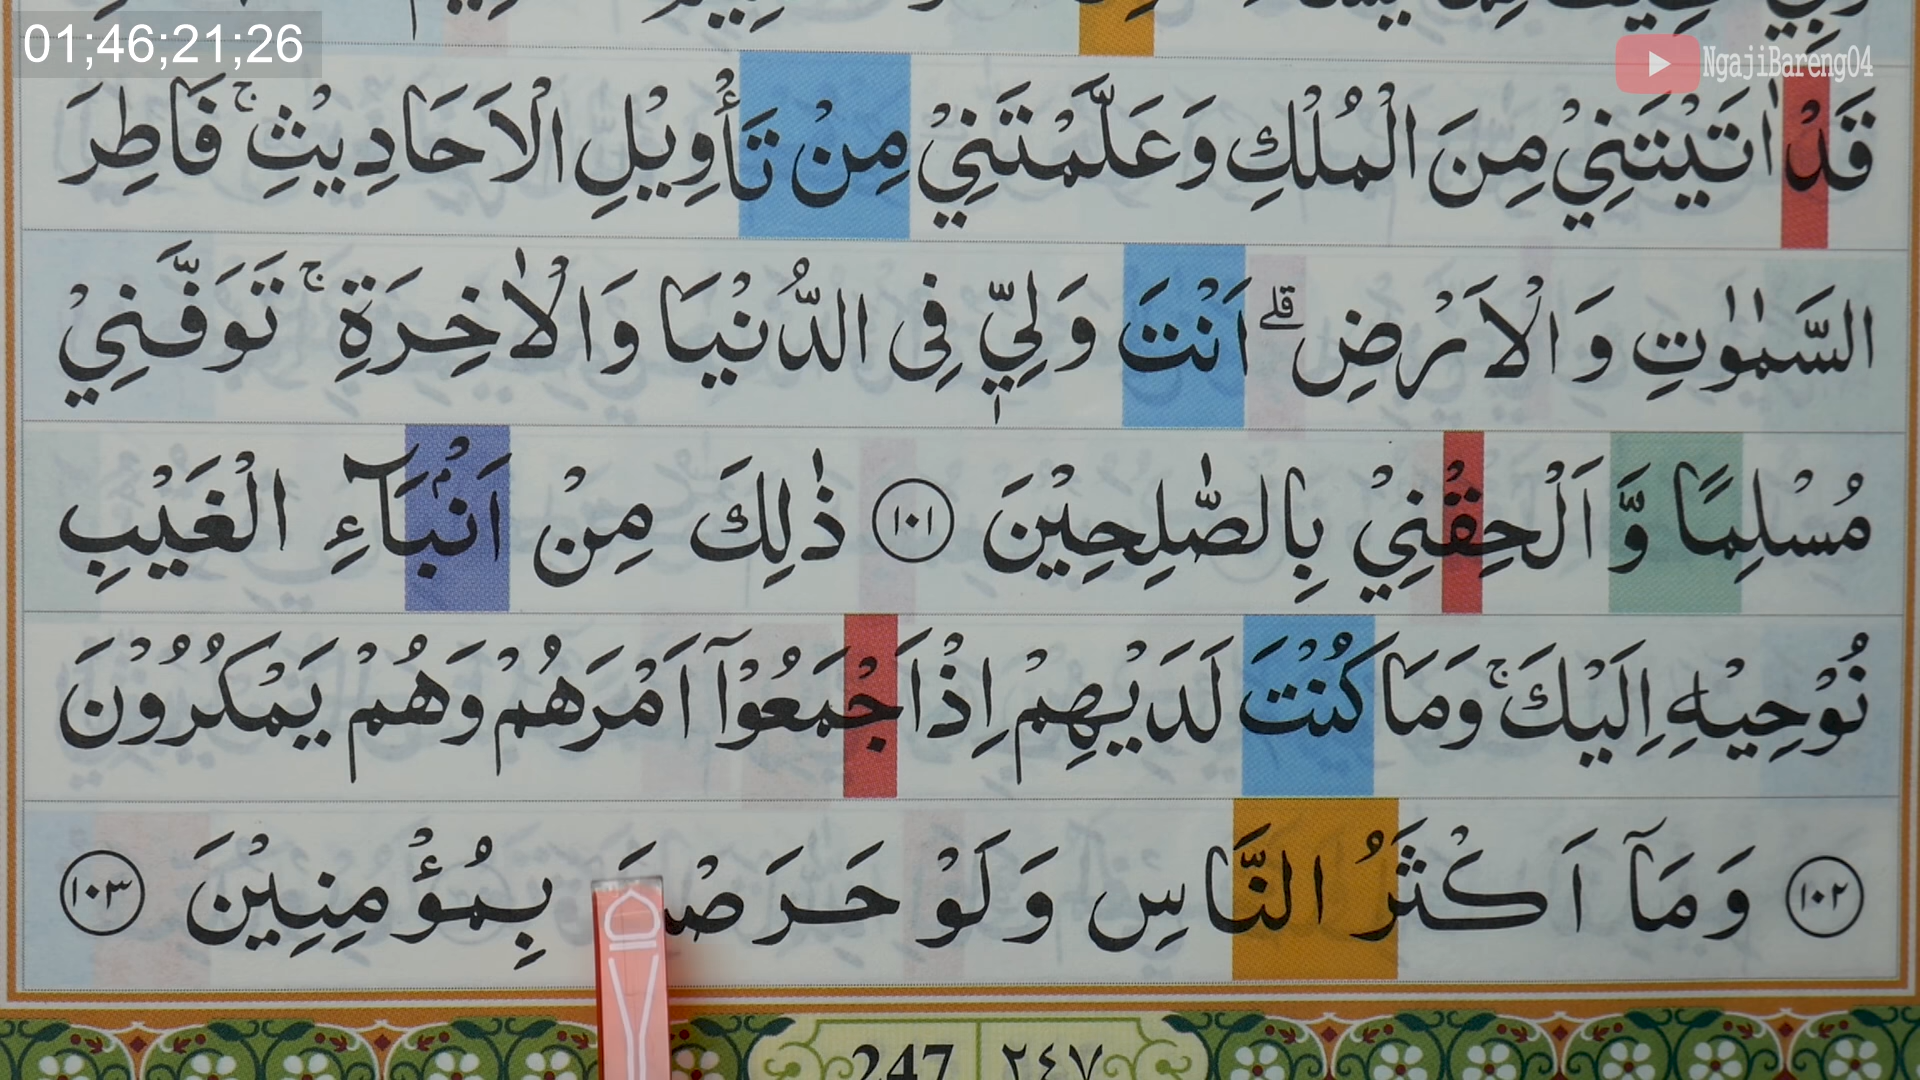 01;46;21;26
NgajiBareng04
قَدْ اٰتَيْتَنِيْ مِنَ الْمُلْكِ وَعَلَّمْتَنِيْ مِنْ تَأْوِيْلِ الْاَحَادِيْثِۚ فَاطِرَ
السَّمٰوٰتِ وَالْاَرْضِۗ اَنْتَ وَلِيّٖ فِى الدُّنْيَا وَالْاٰخِرَةِۚ تَوَفَّنِيْ
مُسْلِمًا وَّاَلْحِقْنِيْ بِالصّٰلِحِيْنَ ١٠١ ذٰلِكَ مِنْ اَنْۢبَاۤءِ الْغَيْبِ
نُوْحِيْهِ اِلَيْكَۚ وَمَا كُنْتَ لَدَيْهِمْ اِذْ اَجْمَعُوْٓا اَمْرَهُمْ وَهُمْ يَمْكُرُوْنَ
١٠٢ وَمَآ اَكْثَرُ النَّاسِ وَلَوْ بِمُؤْمِنِيْنَ ١٠٣
247 ٢٤٧